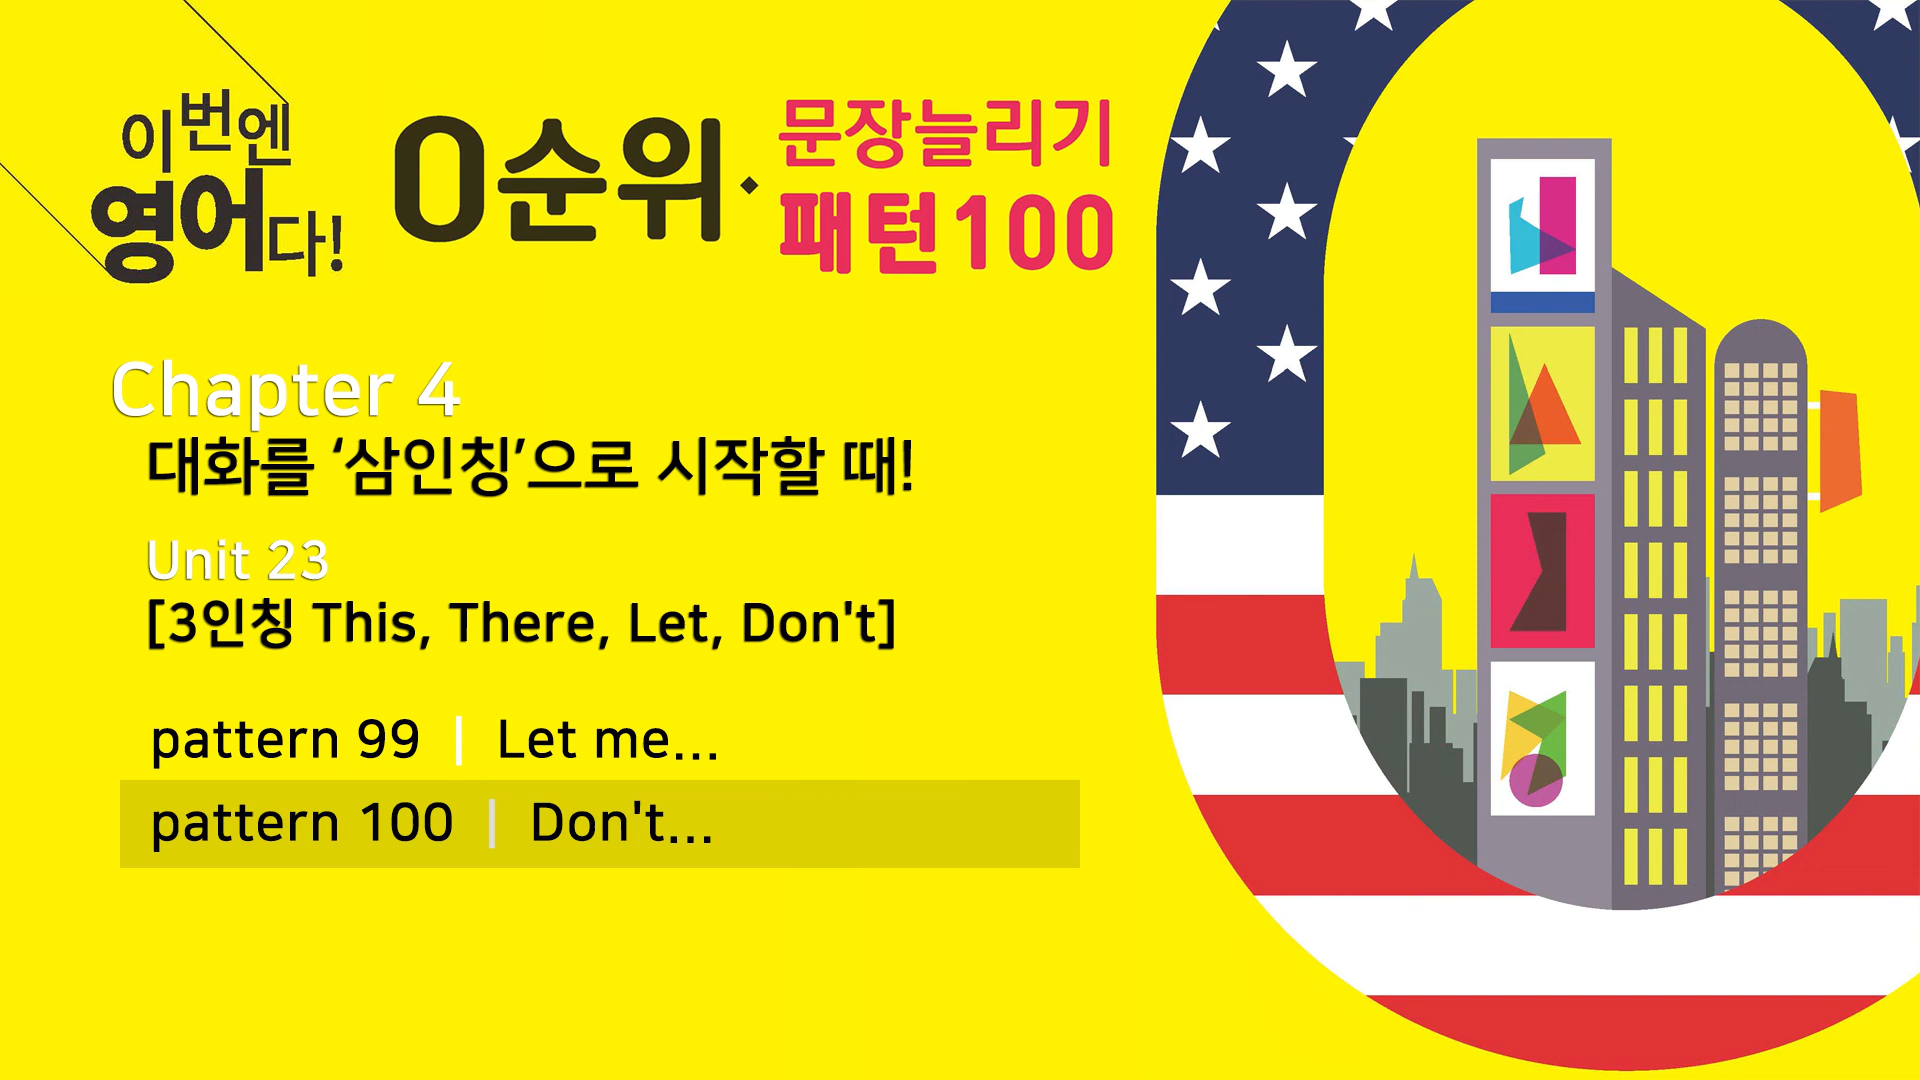 이번엔
영어다!
0순위·
문장늘리기
패턴100
Chapter 4
대화를 ‘삼인칭’으로 시작할 때!
Unit 23
[3인칭 This, There, Let, Don't]
pattern 99 | Let me...
pattern 100 | Don't...